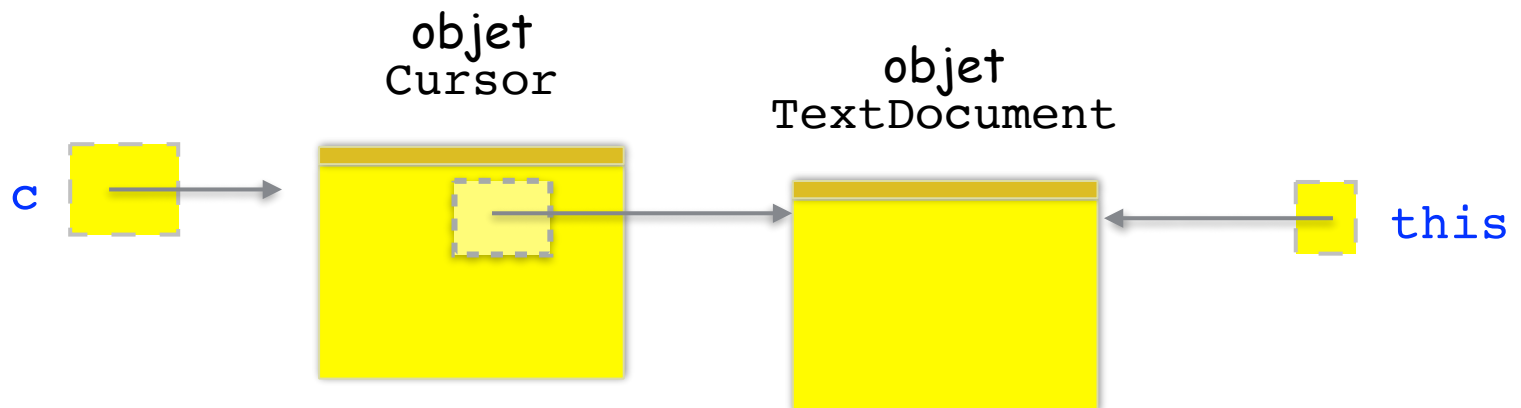 objet
Cursor
objet
TextDocument
c
this